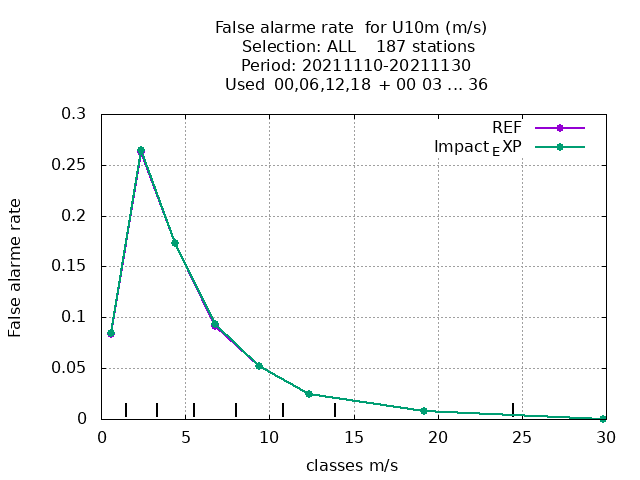 False alarme rate  for U10m (m/s)
Selection: ALL    187 stations
Period: 20211110-20211130
Used  00,06,12,18  + 00 03 ... 36
0.3
0.25
0.2
0.15
0.1
0.05
0
False alarme rate
REF
Impact_EXP
0 5 10 15 20 25 30
classes m/s